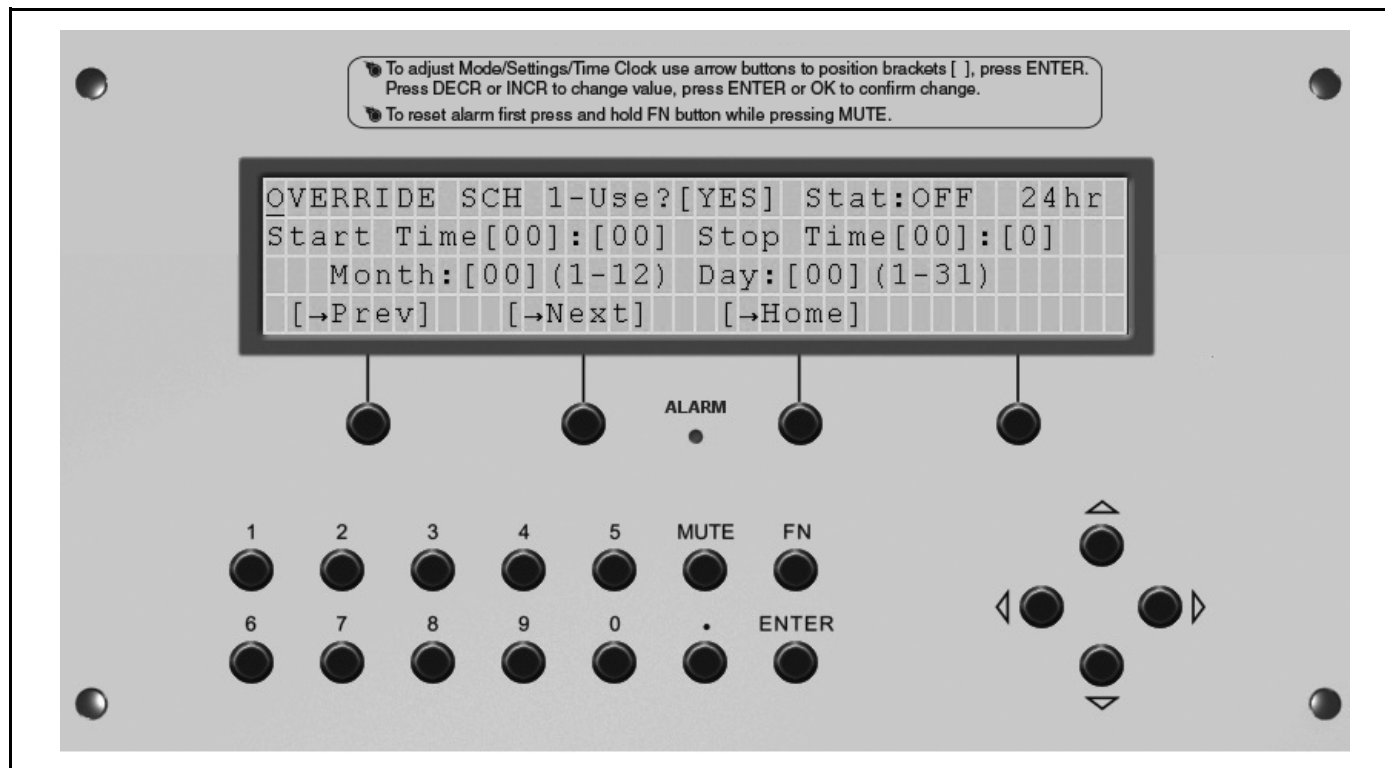 To adjust Mode/Settings/Time Clock use arrow buttons to position brackets [ ], press ENTER.
Press DECR or INCR to change value, press ENTER or OK to confirm change.
To reset alarm first press and hold FN button while pressing MUTE.
OVERRIDE SCH 1-Use?[YES] Stat:OFF 24hr
Start Time[00]:[00] Stop Time[00]:[0]
Month:[00](1-12) Day:[00](1-31)
[→Prev] [→Next] [→Home]
ALARM
1 2 3 4 5 MUTE FN
6 7 8 9 0 . ENTER